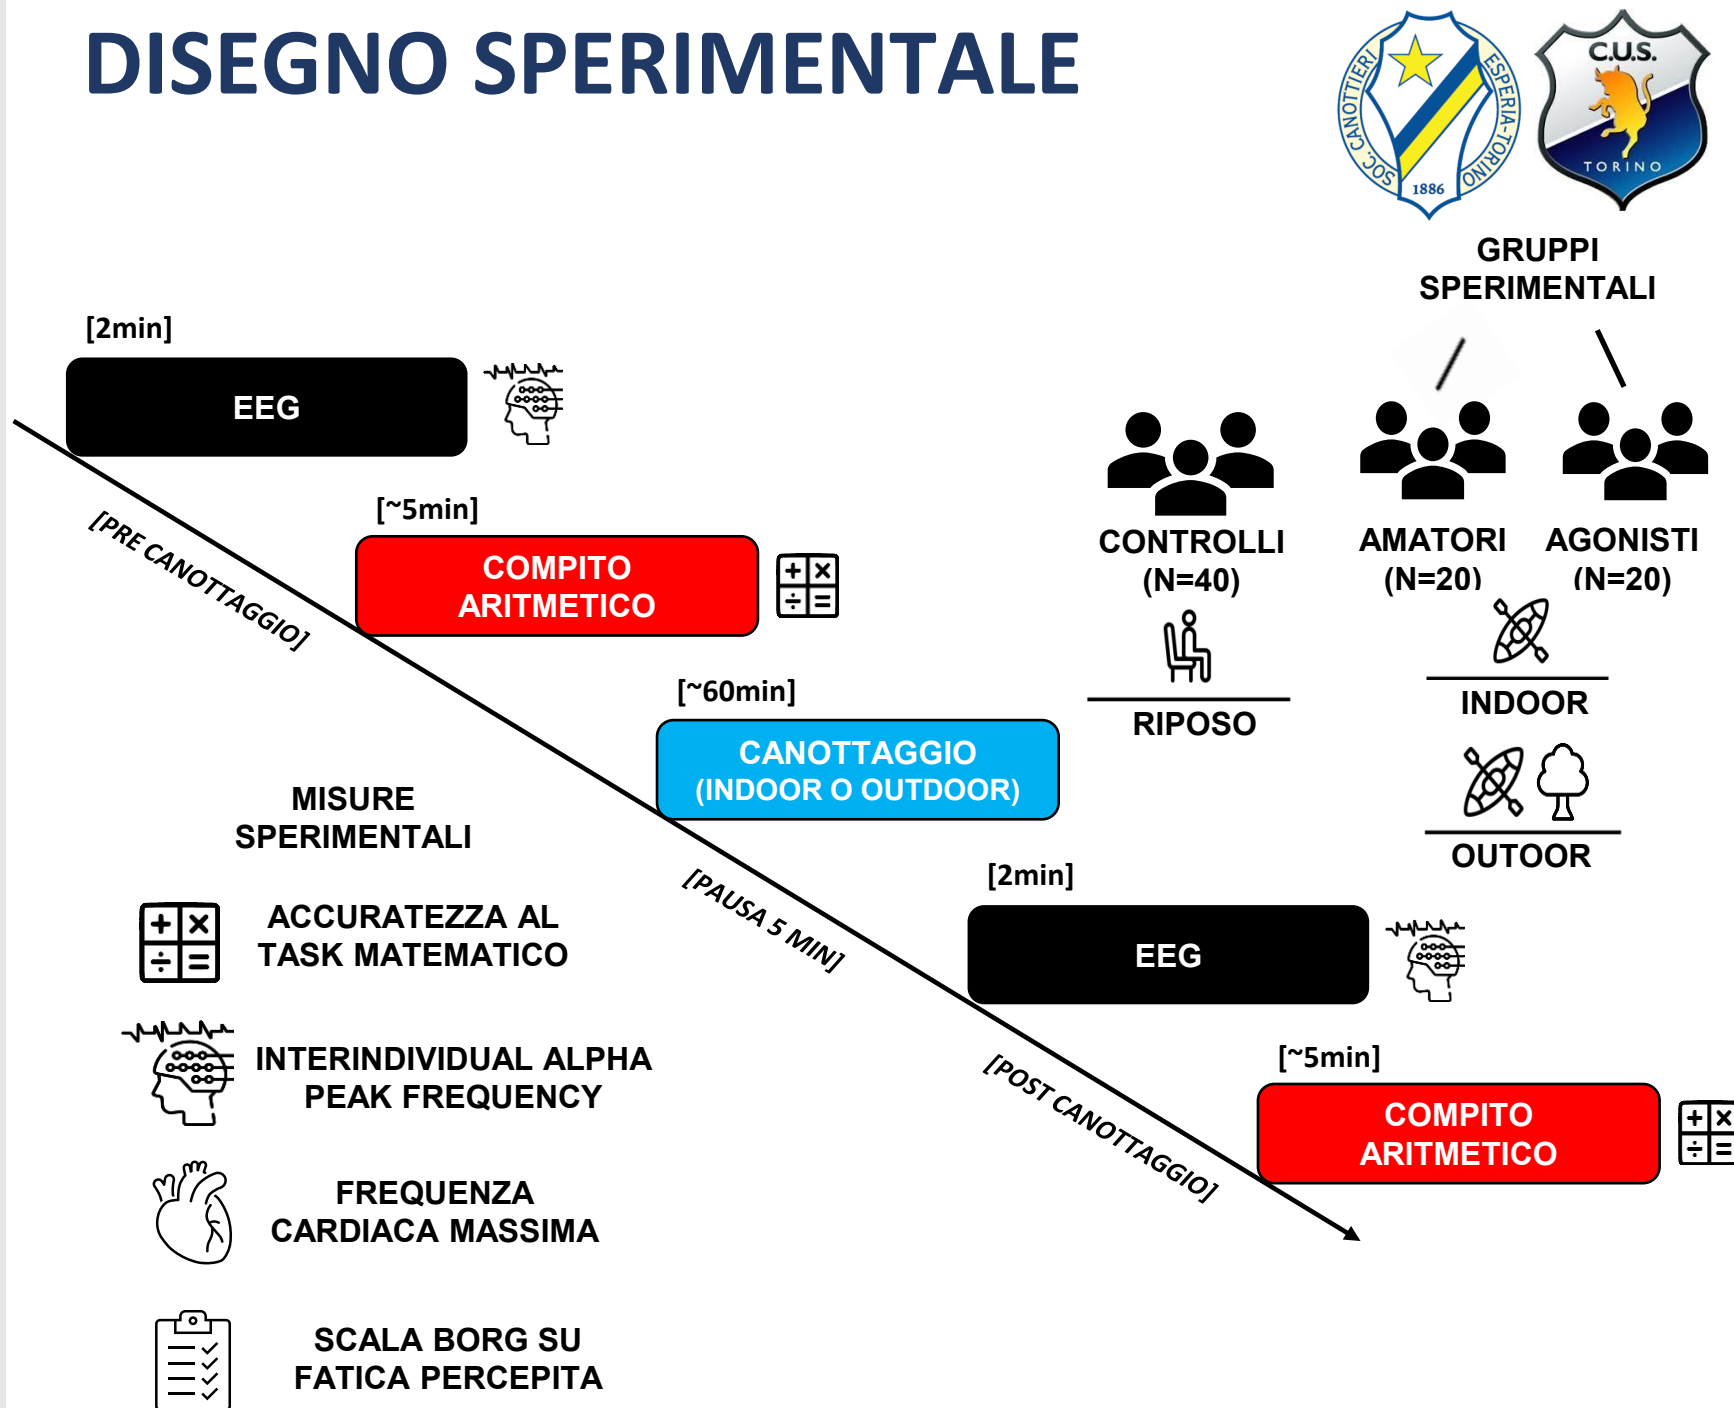 DISEGNO SPERIMENTALE
SOC. CANOTTIERI ESPERIA-TORINO
1886
C.U.S.
TORINO
GRUPPI
SPERIMENTALI
[2min]
EEG
[PRE CANOTTAGGIO]
[~5min]
COMPITO
ARITMETICO
CONTROLLI
(N=40)
RIPOSO
AMATORI
(N=20)
AGONISTI
(N=20)
INDOOR
OUTOOR
[~60min]
CANOTTAGGIO
(INDOOR O OUTDOOR)
[PAUSA 5 MIN]
[2min]
EEG
[POST CANOTTAGGIO]
[~5min]
COMPITO
ARITMETICO
MISURE
SPERIMENTALI
ACCURATEZZA AL
TASK MATEMATICO
INTERINDIVIDUAL ALPHA
PEAK FREQUENCY
FREQUENZA
CARDIACA MASSIMA
SCALA BORG SU
FATICA PERCEPITA